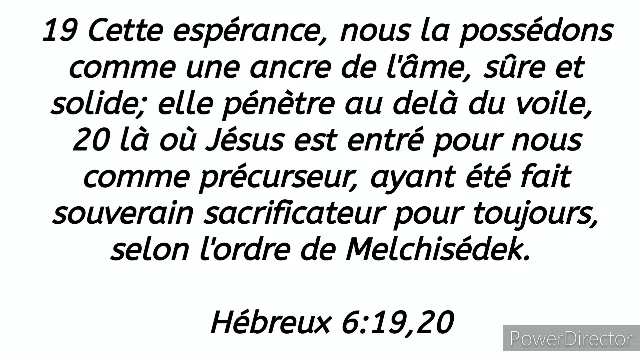 19 Cette espérance, nous la possédons
comme une ancre de l'âme, sûre et
solide; elle pénètre au delà du voile,
20 là où Jésus est entré pour nous
comme précurseur, ayant été fait
souverain sacrificateur pour toujours,
selon l'ordre de Melchisédek.
Hébreux 6:19,20
PowerDirector